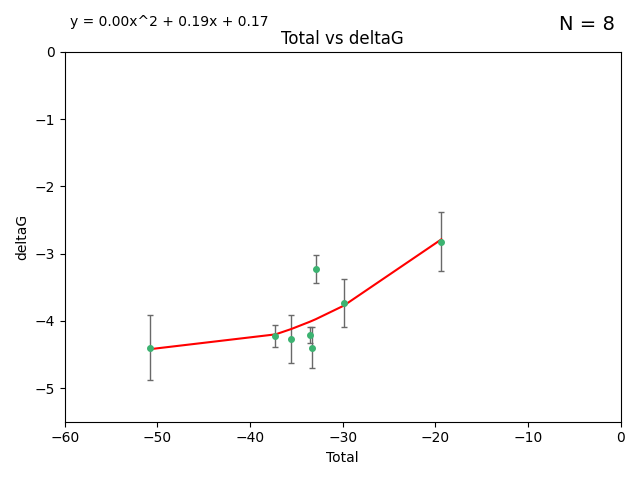 y = 0.00x^2 + 0.19x + 0.17
N = 8
Total vs deltaG
0
−1
−2
−3
−4
−5
deltaG
−60 −50 −40 −30 −20 −10 0
Total